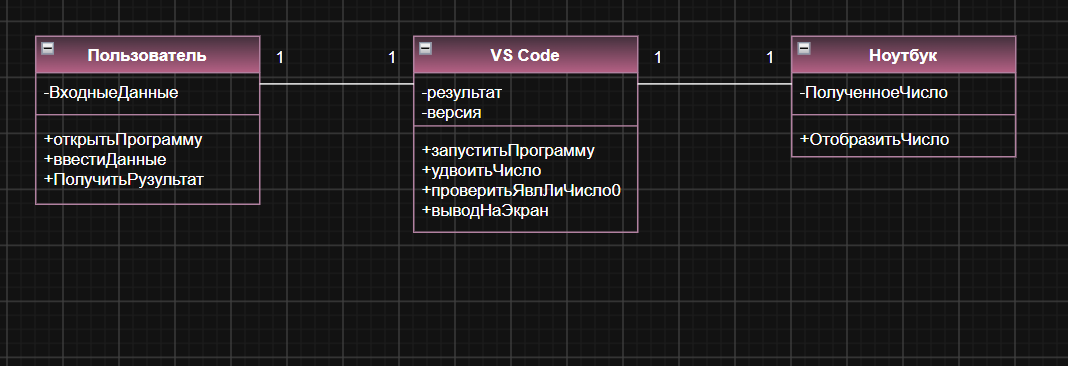 Пользователь
-ВходныеДанные
+открытьПрограмму
+ввестиДанные
+ПолучитьРузультат
1
1
VS Code
-результат
-версия
+запуститьПрограмму
+удвоитьЧисло
+проверитьЯвлЛиЧисло0
+выводНаЭкран
1
1
Ноутбук
-ПолученноеЧисло
+ОтобразитьЧисло